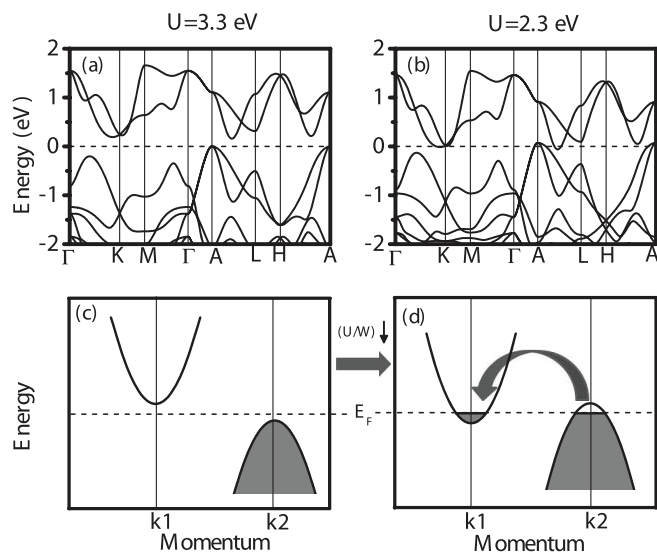 U=3.3 eV
U=2.3 eV
(a)
(b)
2
1
0
-1
-2
2
1
0
-1
-2
Energy (eV)
Γ K M Γ A L H A
Γ K M Γ A L H A
(c)
(U/W)
(d)
E_F
Energy
k1 k2
k1 k2
Momentum
Momentum